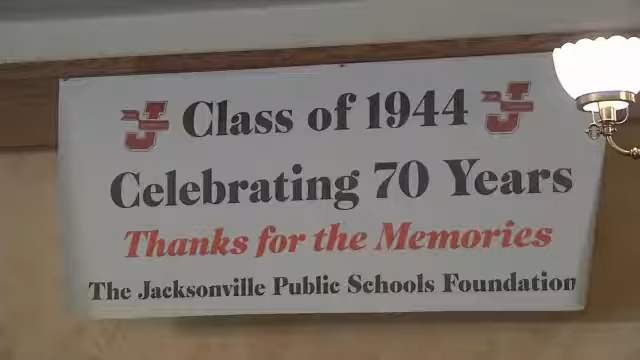 Class of 1944
Celebrating 70 Years
Thanks for the Memories
The Jacksonville Public Schools Foundation